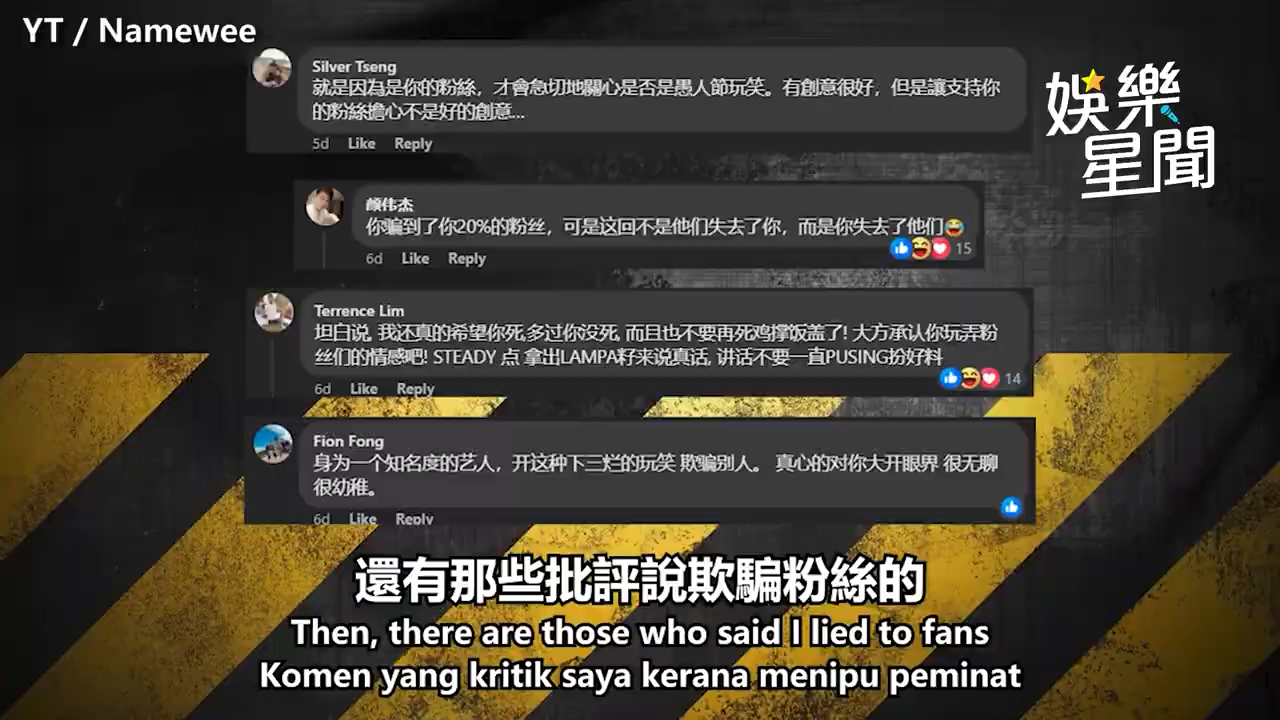 YT / Namewee
娛樂
星聞
Silver Tseng
就是因為是你的粉絲，才會急切地關心是否是愚人節玩笑。有創意很好，但是讓支持你
的粉絲擔心不是好的創意...
5d Like Reply
颜伟杰
你骗到了你20%的粉丝，可是这回不是他们失去了你，而是你失去了他们😂
15
6d Like Reply
Terrence Lim
坦白说, 我还真的希望你死,多过你没死, 而且也不要再死鸡撑饭盖了! 大方承认你玩弄粉
丝们的情感吧! STEADY 点 拿出LAMPA籽来说真话, 讲话不要一直PUSING扮好料
14
6d Like Reply
Fion Fong
身为一个知名度的艺人，开这种下三烂的玩笑 欺骗别人。 真心的对你大开眼界 很无聊
很幼稚。
6d Like Reply
還有那些批評說欺騙粉絲的
Then, there are those who said I lied to fans
Komen yang kritik saya kerana menipu peminat